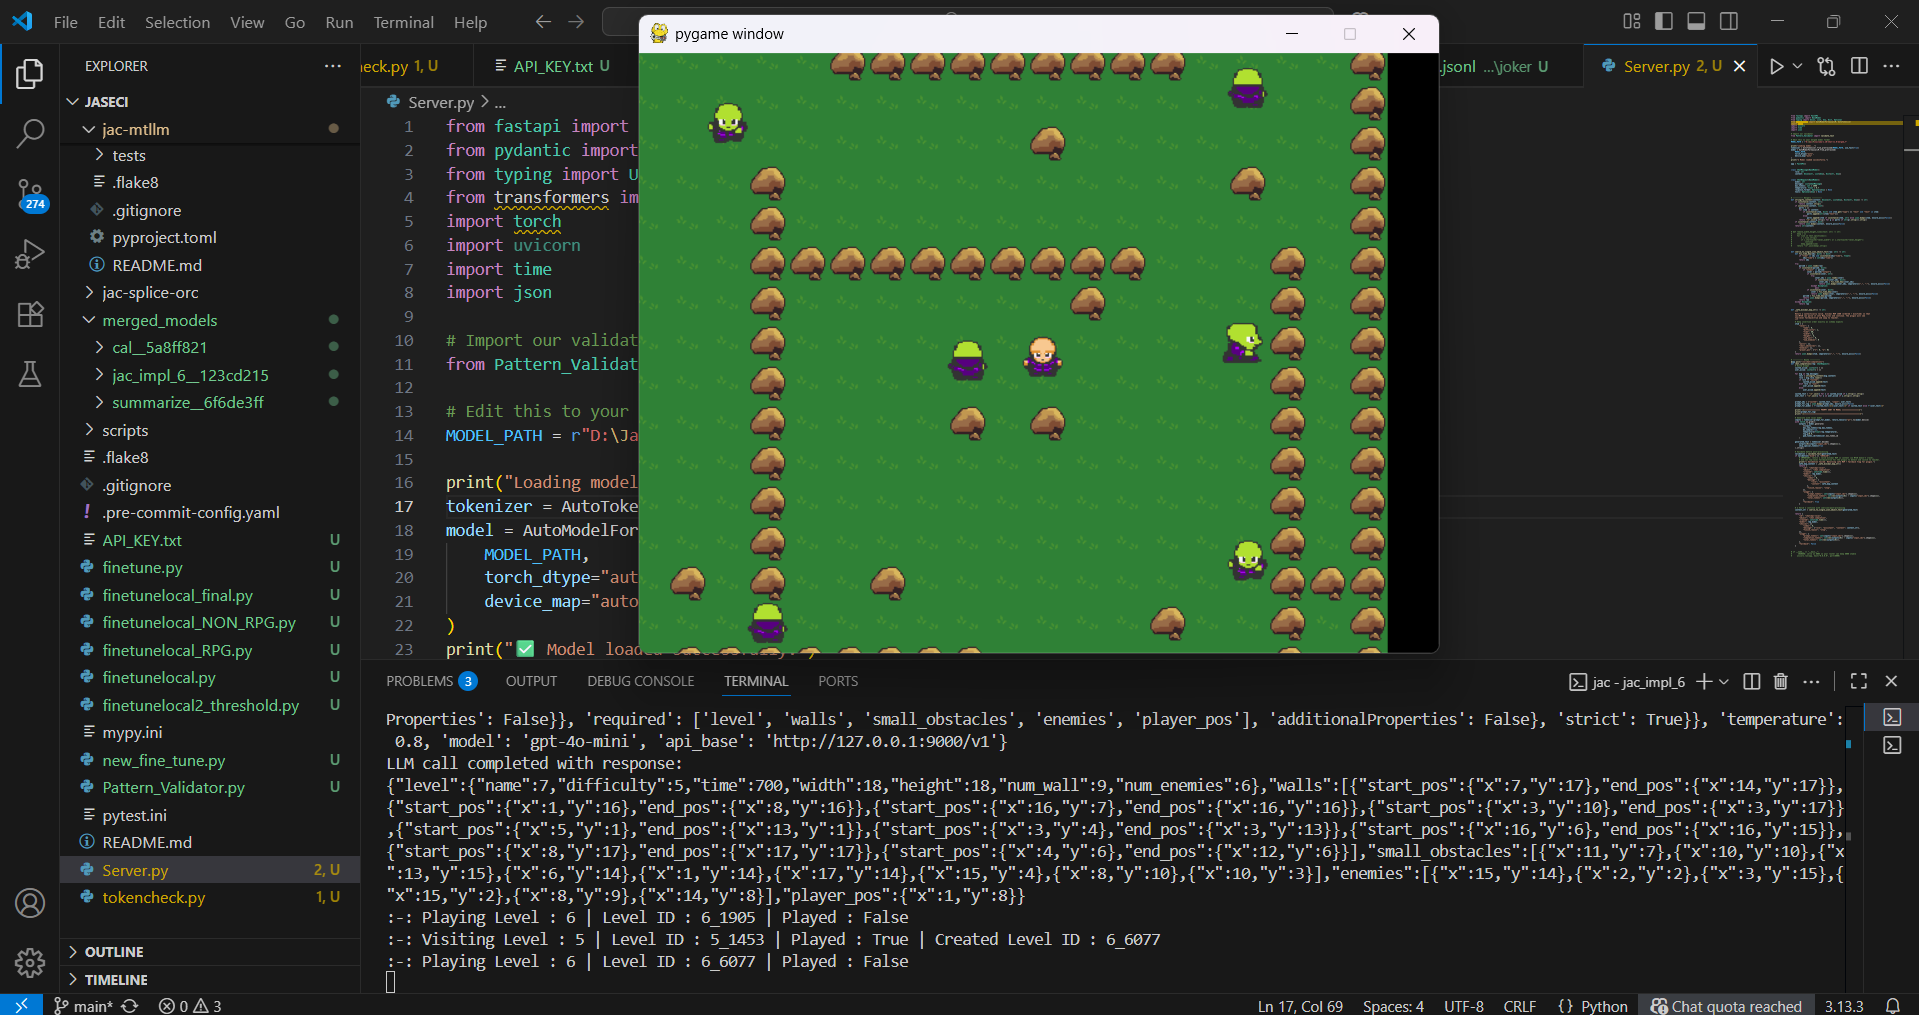 File Edit Selection View Go Run Terminal Help
pygame window
EXPLORER
JASECI
jac-mtllm
tests
.flake8
.gitignore
pyproject.toml
README.md
jac-splice-orc
merged_models
cal__5a8ff821
jac_impl_6__123cd215
summarize__6f6de3ff
scripts
.flake8
.gitignore
.pre-commit-config.yaml
API_KEY.txt U
finetune.py U
finetunelocal_final.py U
finetunelocal_NON_RPG.py U
finetunelocal_RPG.py U
finetunelocal.py U
finetunelocal2_threshold.py U
mypy.ini
new_fine_tune.py U
Pattern_Validator.py U
pytest.ini
README.md
Server.py 2, U
tokencheck.py 1, U
OUTLINE
TIMELINE
274
eck.py 1, U API_KEY.txt U .jsonl ...\joker U Server.py 2, U
Server.py > ...
1 from fastapi import
2 from pydantic import
3 from typing import U
4 from transformers im
5 import torch
6 import uvicorn
7 import time
8 import json
9
10 # Import our validat
11 from Pattern_Validat
12
13 # Edit this to your
14 MODEL_PATH = r"D:\Ja
15
16 print("Loading model
17 tokenizer = AutoToke
18 model = AutoModelFor
19 MODEL_PATH,
20 torch_dtype="aut
21 device_map="auto
22 )
23 print("✅ Model load
PROBLEMS 3 OUTPUT DEBUG CONSOLE TERMINAL PORTS
jac - jac_impl_6
Properties': False}}, 'required': ['level', 'walls', 'small_obstacles', 'enemies', 'player_pos'], 'additionalProperties': False}, 'strict': True}}, 'temperature':
0.8, 'model': 'gpt-4o-mini', 'api_base': 'http://127.0.0.1:9000/v1'}
LLM call completed with response:
{"level":{"name":7,"difficulty":5,"time":700,"width":18,"height":18,"num_wall":9,"num_enemies":6},"walls":[{"start_pos":{"x":7,"y":17},"end_pos":{"x":14,"y":17}},
{"start_pos":{"x":1,"y":16},"end_pos":{"x":8,"y":16}},{"start_pos":{"x":16,"y":7},"end_pos":{"x":16,"y":16}},{"start_pos":{"x":3,"y":10},"end_pos":{"x":3,"y":17}}
,{"start_pos":{"x":5,"y":1},"end_pos":{"x":13,"y":1}},{"start_pos":{"x":3,"y":4},"end_pos":{"x":3,"y":13}},{"start_pos":{"x":16,"y":6},"end_pos":{"x":16,"y":15}},
{"start_pos":{"x":8,"y":17},"end_pos":{"x":17,"y":17}},{"start_pos":{"x":4,"y":6},"end_pos":{"x":12,"y":6}}],"small_obstacles":[{"x":11,"y":7},{"x":10,"y":10},{"x
":13,"y":15},{"x":6,"y":14},{"x":1,"y":14},{"x":17,"y":14},{"x":15,"y":4},{"x":8,"y":10},{"x":10,"y":3}],"enemies":[{"x":15,"y":14},{"x":2,"y":2},{"x":3,"y":15},{
"x":15,"y":2},{"x":8,"y":9},{"x":14,"y":8}],"player_pos":{"x":1,"y":8}}
:-: Playing Level : 6 | Level ID : 6_1905 | Played : False
:-: Visiting Level : 5 | Level ID : 5_1453 | Played : True | Created Level ID : 6_6077
:-: Playing Level : 6 | Level ID : 6_6077 | Played : False
main* 0 3 Ln 17, Col 69 Spaces: 4 UTF-8 CRLF {} Python Chat quota reached 3.13.3